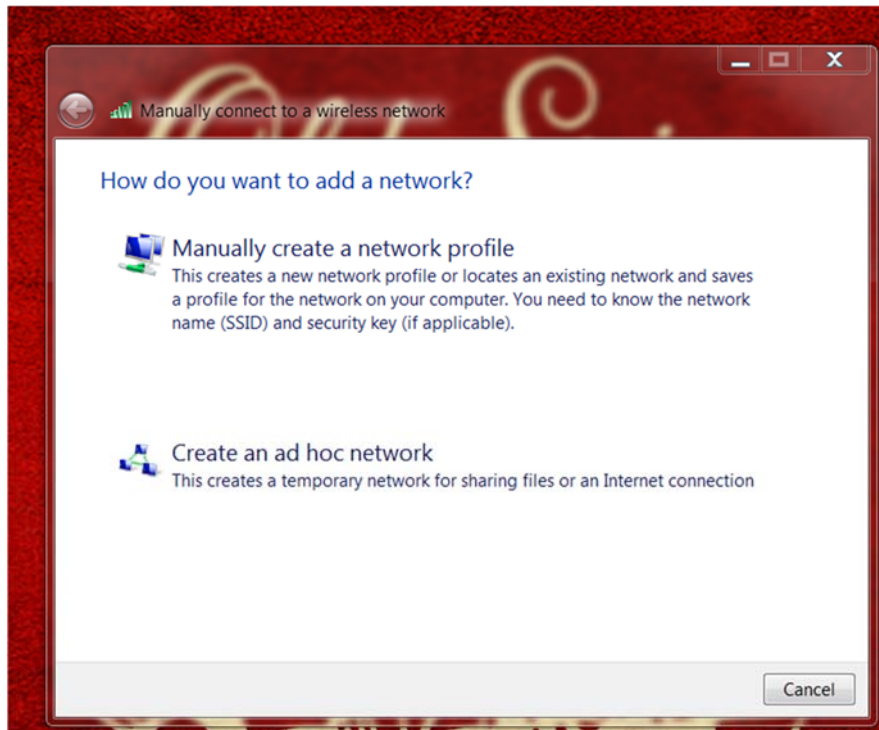 Manually connect to a wireless network
How do you want to add a network?
Manually create a network profile
This creates a new network profile or locates an existing network and saves
a profile for the network on your computer. You need to know the network
name (SSID) and security key (if applicable).
Create an ad hoc network
This creates a temporary network for sharing files or an Internet connection
Cancel